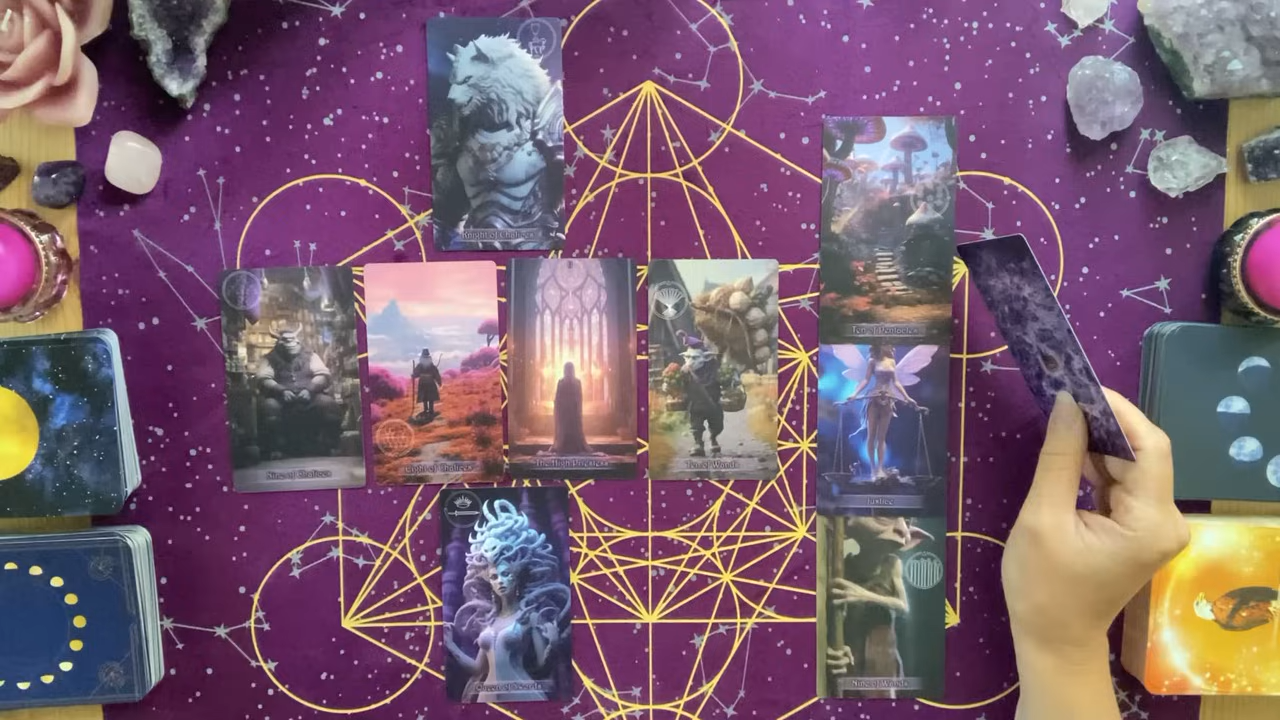 Knight of Chalices
Nine of Chalices
Eight of Chalices
The High Priestess
Ten of Wands
Ten of Pentacles
Justice
Queen of Swords
Nine of Wands